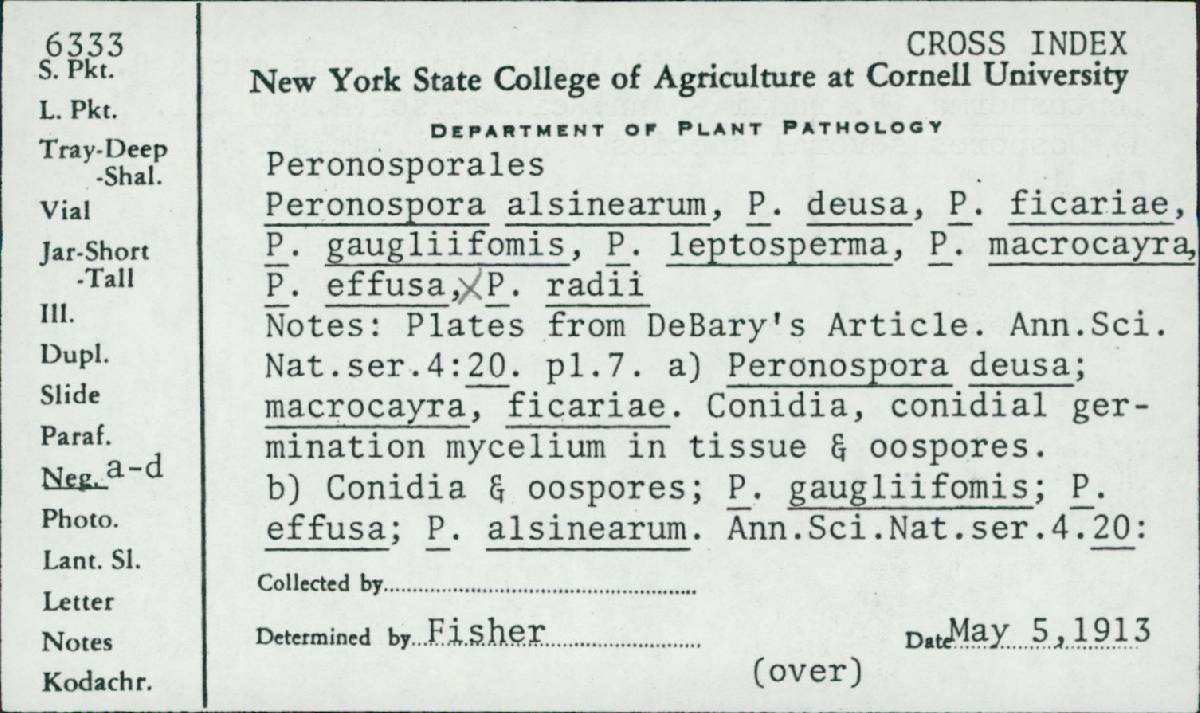 6333
CROSS INDEX
S. Pkt.
New York State College of Agriculture at Cornell University
L. Pkt.
DEPARTMENT OF PLANT PATHOLOGY
Tray-Deep
-Shal.
Vial
Jar-Short
-Tall
Ill.
Dupl.
Slide
Paraf.
Neg. a-d
Photo.
Lant. Sl.
Letter
Notes
Kodachr.
Peronosporales
Peronospora alsinearum, P. deusa, P. ficariae,
P. gaugliifomis, P. leptosperma, P. macrocayra,
P. effusa, P. radii
Notes: Plates from DeBary's Article. Ann.Sci.
Nat.ser.4:20. pl.7. a) Peronospora deusa;
macrocayra, ficariae. Conidia, conidial ger-
mination mycelium in tissue & oospores.
b) Conidia & oospores; P. gaugliifomis; P.
effusa; P. alsinearum. Ann.Sci.Nat.ser.4.20:
Collected by
Determined by Fisher Date May 5,1913
(over)